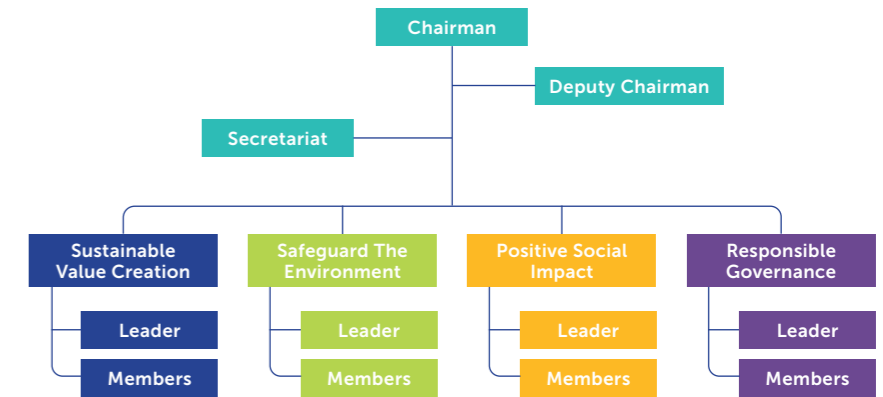 Chairman
Deputy Chairman
Secretariat
Sustainable
Value Creation
Leader
Members
Safeguard The
Environment
Leader
Members
Positive Social
Impact
Leader
Members
Responsible
Governance
Leader
Members